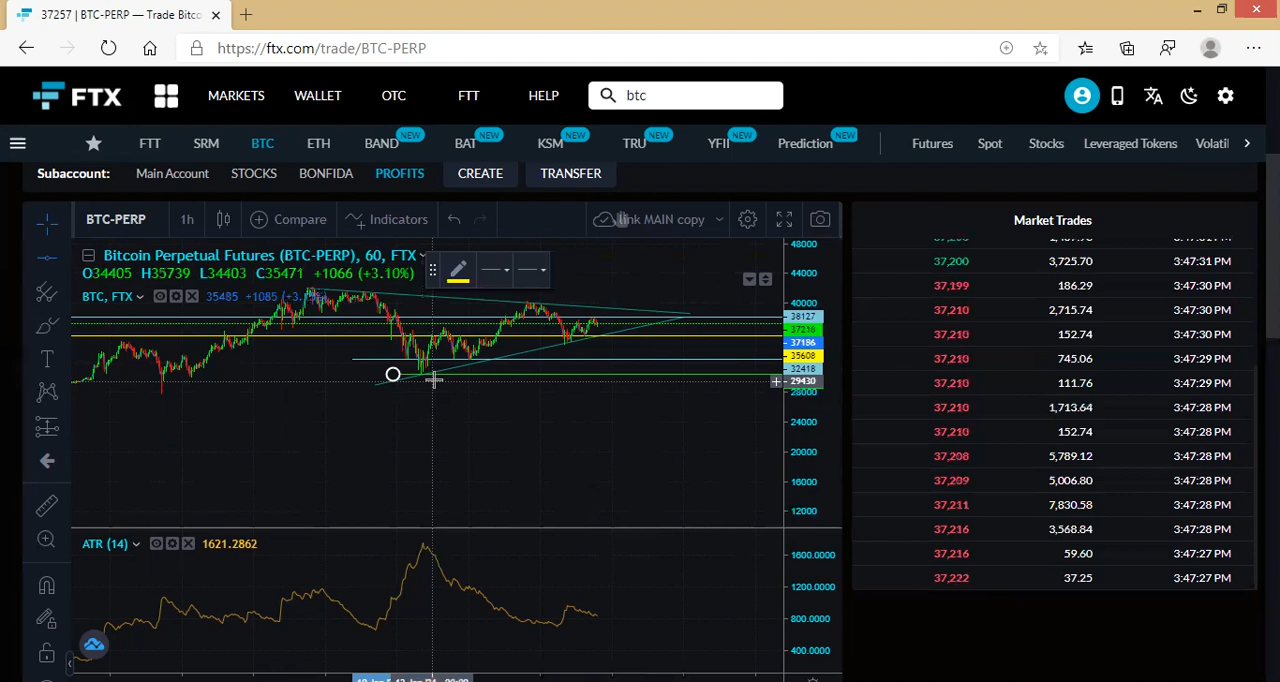 37257 | BTC-PERP — Trade Bitco
https://ftx.com/trade/BTC-PERP
FTX MARKETS WALLET OTC FTT HELP btc
FTT SRM BTC ETH BAND NEW BAT NEW KSM NEW TRU NEW YFII NEW Prediction NEW Futures Spot Stocks Leveraged Tokens Volatil
Subaccount: Main Account STOCKS BONFIDA PROFITS CREATE TRANSFER
BTC-PERP 1h Compare Indicators link MAIN copy
Market Trades
Bitcoin Perpetual Futures (BTC-PERP), 60, FTX
O34405 H35739 L34403 C35471 +1066 (+3.10%)
BTC, FTX 35485 +1085
48000
44000
40000
38127
37216
37186
35608
32418
29430
28000
24000
20000
16000
12000
ATR (14) 1621.2862
1600.0000
1200.0000
800.0000
400.0000
37,200 3:47:31 PM
37,200 3,725.70 3:47:31 PM
37,199 186.29 3:47:30 PM
37,210 2,715.74 3:47:30 PM
37,210 152.74 3:47:30 PM
37,210 745.06 3:47:29 PM
37,210 111.76 3:47:28 PM
37,210 1,713.64 3:47:28 PM
37,210 152.74 3:47:28 PM
37,208 5,789.12 3:47:28 PM
37,209 5,006.80 3:47:28 PM
37,211 7,830.58 3:47:28 PM
37,216 3,568.84 3:47:28 PM
37,216 59.60 3:47:27 PM
37,222 37.25 3:47:27 PM